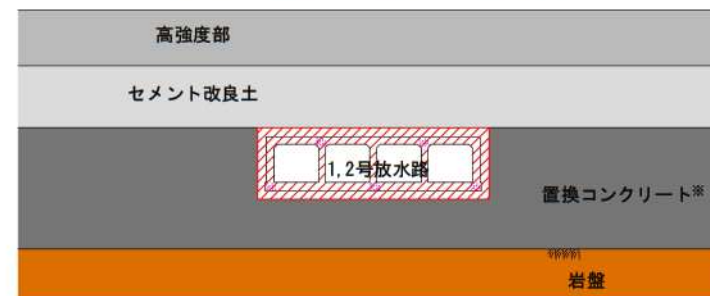 高強度部
セメント改良土
1,2号放水路
置換コンクリート※
岩盤